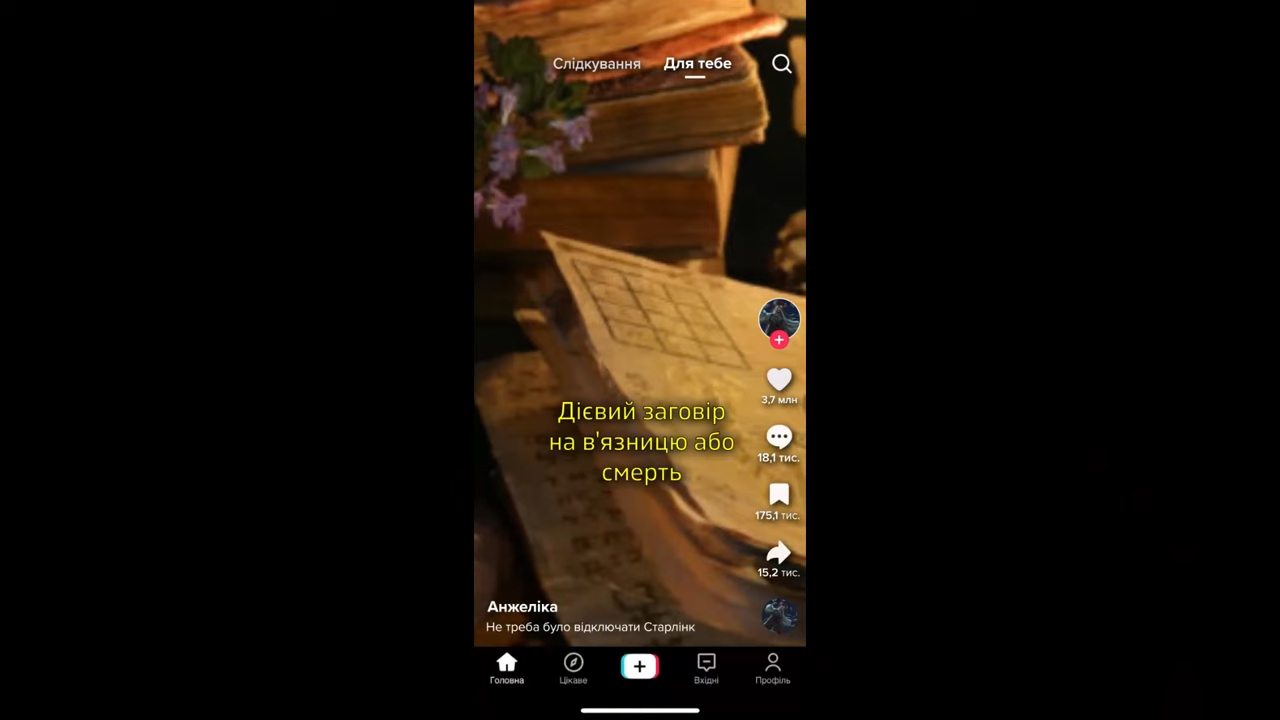 Слідкування Для тебе
Дієвий заговір
на в'язницю або
смерть
3,7 млн
18,1 тис.
175,1 тис.
15,2 тис.
Анжеліка
Не треба було відключати Старлінк
Головна Цікаве Вхідні Профіль